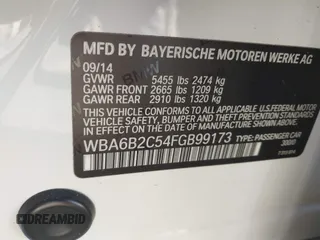 MFD BY BAYERISCHE MOTOREN WERKE AG
09/14
GVWR 5455 lbs 2474 kg
GAWR FRONT 2665 lbs 1209 kg
GAWR REAR 2910 lbs 1320 kg
THIS VEHICLE CONFORMS TO ALL APPLICABLE FEDERAL MOTOR
VEHICLE SAFETY, BUMPER AND THEFT PREVENTION STANDARDS
IN EFFECT ON THE DATE OF MANUFACTURE SHOWN ABOVE.
WBA6B2C54FGB99173 TYPE: PASSENGER CAR
DREAMBID